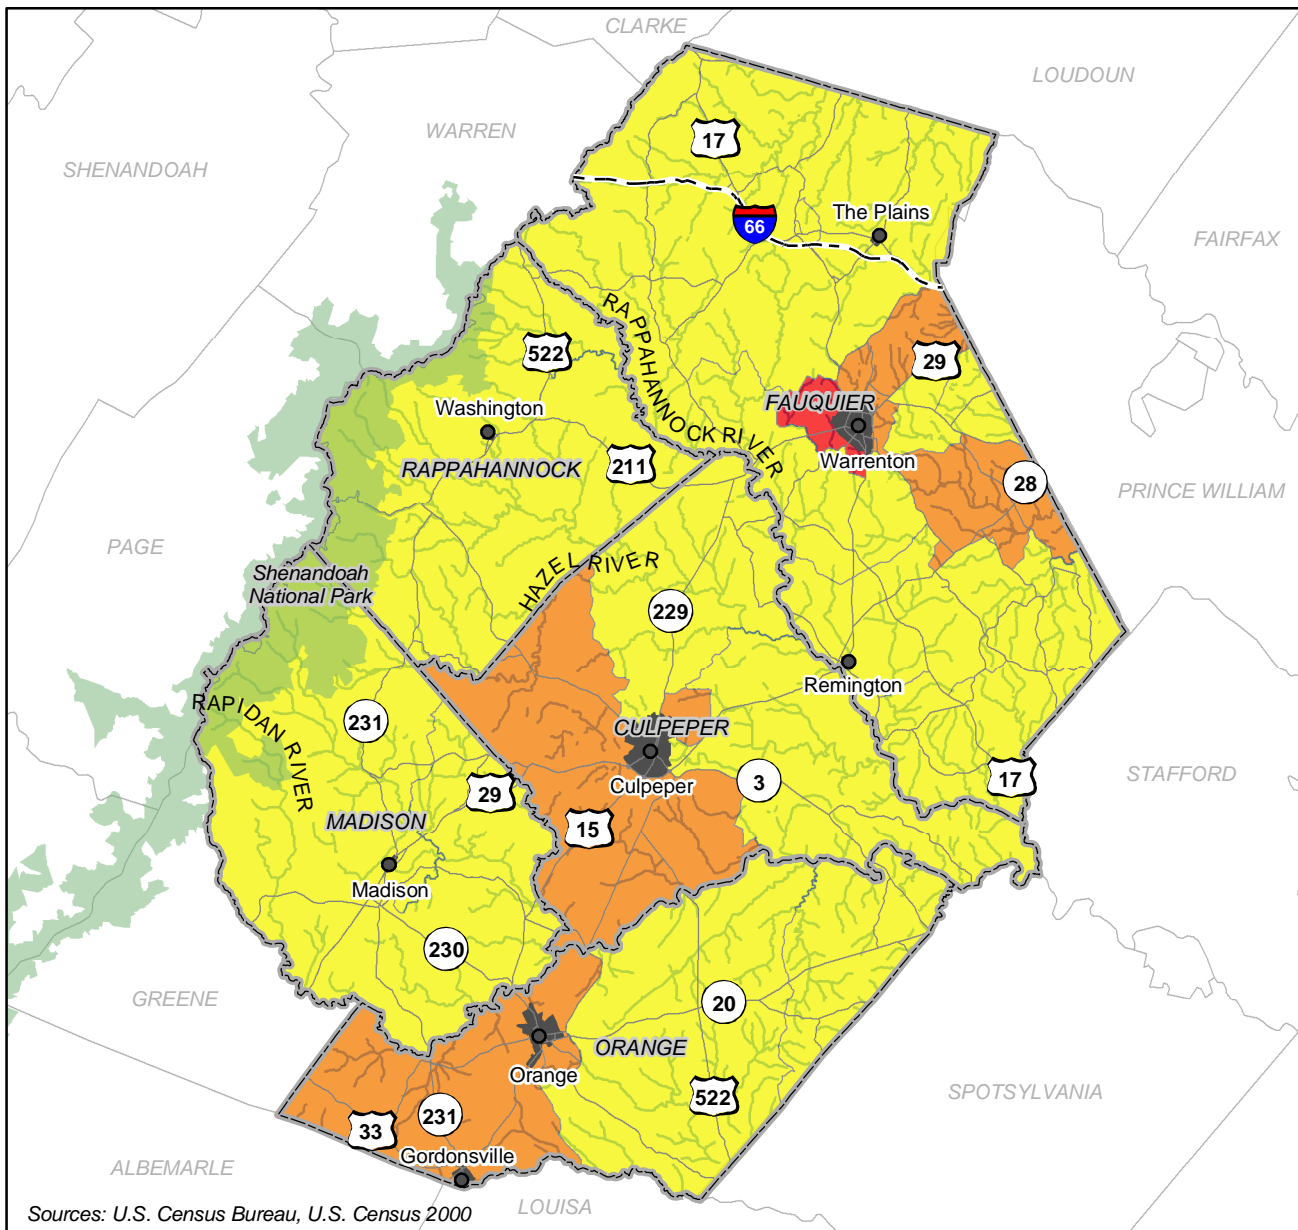 CLARKE
LOUDOUN
WARREN
17
SHENANDOAH
The Plains
66
FAIRFAX
RAPPAHANNOCK RIVER
522
29
Washington
FAUQUIER
RAPPAHANNOCK
211
Warrenton
28
PRINCE WILLIAM
PAGE
HAZEL RIVER
Shenandoah
National Park
229
Remington
RAPIDAN RIVER
231
CULPEPER
Culpeper
3
17
STAFFORD
29
15
MADISON
Madison
230
GREENE
20
ORANGE
Orange
522
SPOTSYLVANIA
231
33
Gordonsville
ALBEMARLE
LOUISA
Sources: U.S. Census Bureau, U.S. Census 2000